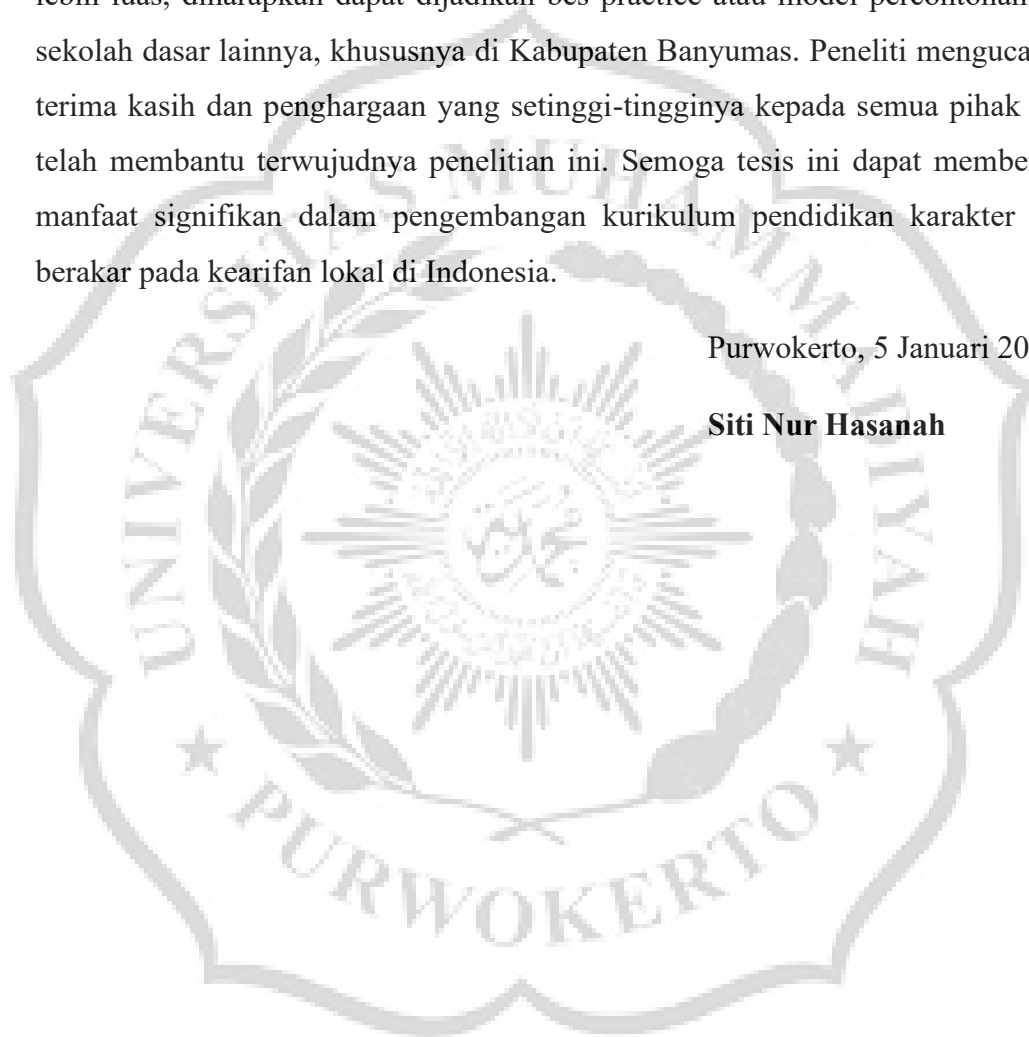 lebih luas, diharapkan dapat dijadikan bes practice atau model percontohan
sekolah dasar lainnya, khususnya di Kabupaten Banyumas. Peneliti menguca
terima kasih dan penghargaan yang setinggi-tingginya kepada semua pihak
telah membantu terwujudnya penelitian ini. Semoga tesis ini dapat membe
manfaat signifikan dalam pengembangan kurikulum pendidikan karakter
berakar pada kearifan lokal di Indonesia.
Purwokerto, 5 Januari 20
Siti Nur Hasanah
UNIVERSITAS MUHAMMADIYAH
PURWOKERTO